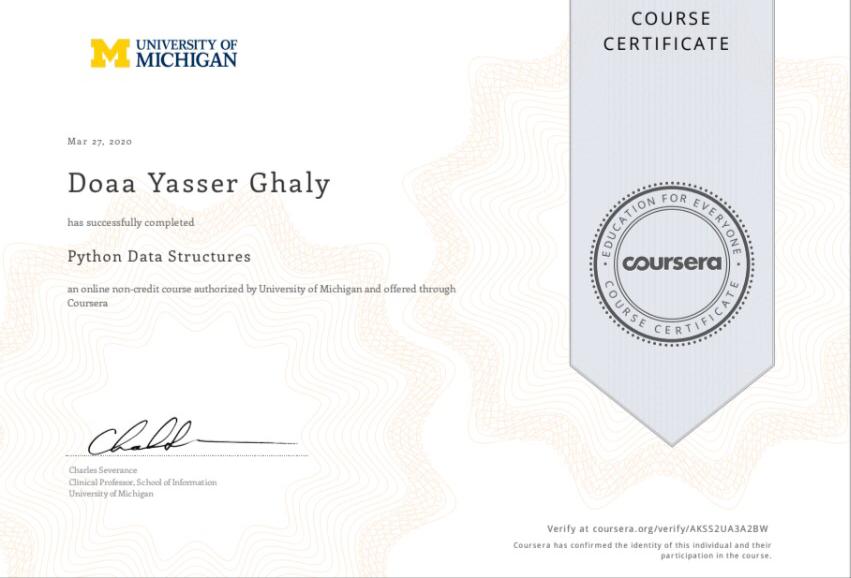 UNIVERSITY OF
MICHIGAN
COURSE
CERTIFICATE
Mar 27, 2020
Doaa Yasser Ghaly
has successfully completed
Python Data Structures
an online non-credit course authorized by University of Michigan and offered through
Coursera
EDUCATION FOR EVERYONE
coursera
COURSE CERTIFICATE
Charles Severance
Clinical Professor, School of Information
University of Michigan
Verify at coursera.org/verify/AKSS2UA3A2BW
Coursera has confirmed the identity of this individual and their
participation in the course.